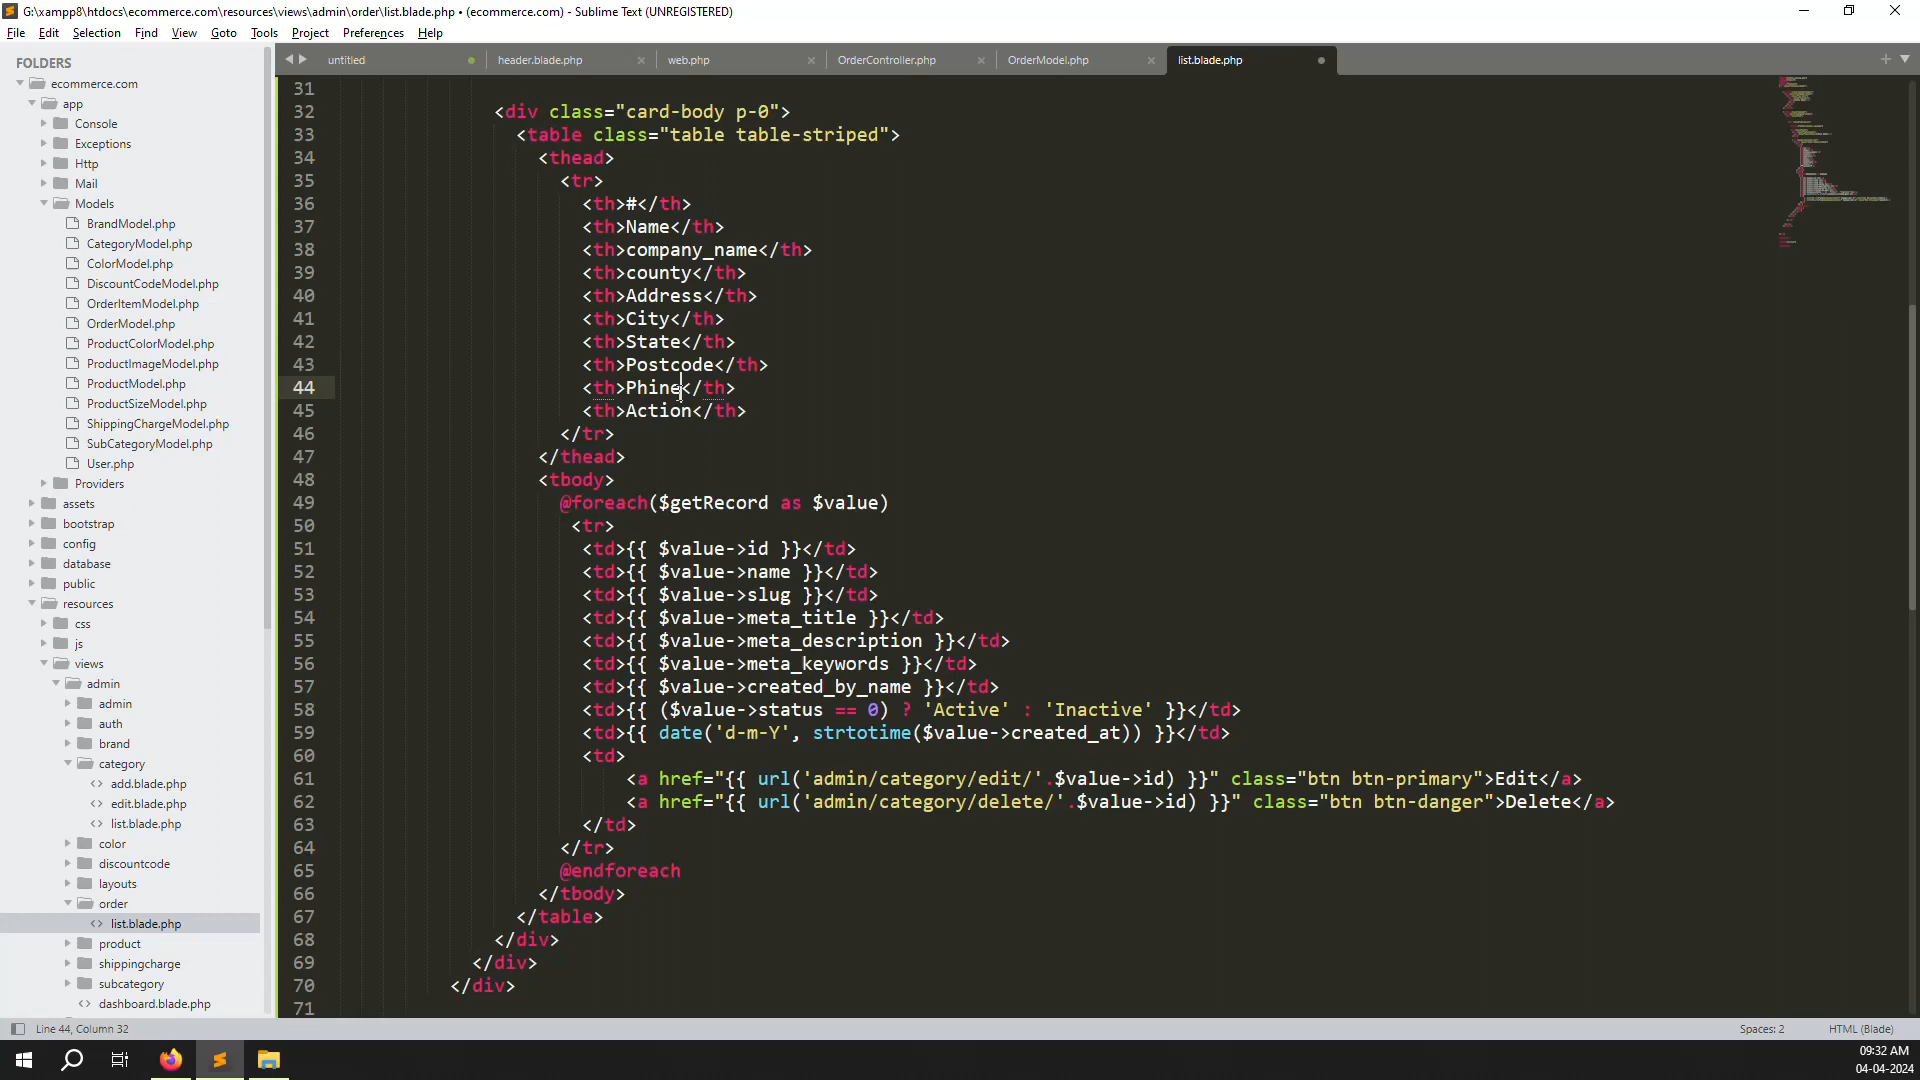 G:\xampp8\htdocs\ecommerce.com\resources\views\admin\order\list.blade.php • (ecommerce.com) - Sublime Text (UNREGISTERED)
File Edit Selection Find View Goto Tools Project Preferences Help
FOLDERS
untitled
header.blade.php
web.php
OrderController.php
OrderModel.php
list.blade.php
ecommerce.com
app
Console
Exceptions
Http
Mail
Models
BrandModel.php
CategoryModel.php
ColorModel.php
DiscountCodeModel.php
OrderItemModel.php
OrderModel.php
ProductColorModel.php
ProductImageModel.php
ProductModel.php
ProductSizeModel.php
ShippingChargeModel.php
SubCategoryModel.php
User.php
Providers
assets
bootstrap
config
database
public
resources
css
js
views
admin
admin
auth
brand
category
add.blade.php
edit.blade.php
list.blade.php
color
discountcode
layouts
order
list.blade.php
product
shippingcharge
subcategory
dashboard.blade.php
31
32 <div class="card-body p-0">
33 <table class="table table-striped">
34 <thead>
35 <tr>
36 <th>#</th>
37 <th>Name</th>
38 <th>company_name</th>
39 <th>county</th>
40 <th>Address</th>
41 <th>City</th>
42 <th>State</th>
43 <th>Postcode</th>
44 <th>Phine</th>
45 <th>Action</th>
46 </tr>
47 </thead>
48 <tbody>
49 @foreach($getRecord as $value)
50 <tr>
51 <td>{{ $value->id }}</td>
52 <td>{{ $value->name }}</td>
53 <td>{{ $value->slug }}</td>
54 <td>{{ $value->meta_title }}</td>
55 <td>{{ $value->meta_description }}</td>
56 <td>{{ $value->meta_keywords }}</td>
57 <td>{{ $value->created_by_name }}</td>
58 <td>{{ ($value->status == 0) ? 'Active' : 'Inactive' }}</td>
59 <td>{{ date('d-m-Y', strtotime($value->created_at)) }}</td>
60 <td>
61 <a href="{{ url('admin/category/edit/'.$value->id) }}" class="btn btn-primary">Edit</a>
62 <a href="{{ url('admin/category/delete/'.$value->id) }}" class="btn btn-danger">Delete</a>
63 </td>
64 </tr>
65 @endforeach
66 </tbody>
67 </table>
68 </div>
69 </div>
70 </div>
71
Line 44, Column 32
Spaces: 2
HTML (Blade)
09:32 AM
04-04-2024